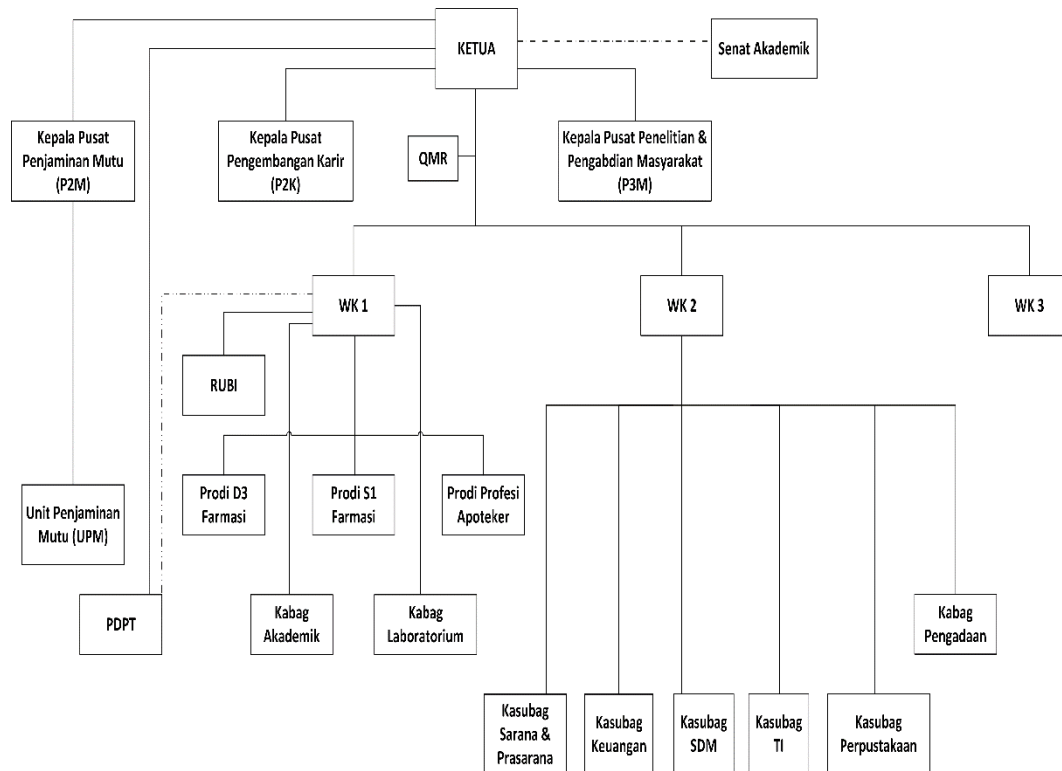 KETUA
Senat Akademik
Kepala Pusat
Penjaminan Mutu
(P2M)
Kepala Pusat
Pengembangan Karir
(P2K)
QMR
Kepala Pusat Penelitian &
Pengabdian Masyarakat
(P3M)
WK 1
WK 2
WK 3
RUBI
Prodi D3
Farmasi
Prodi S1
Farmasi
Prodi Profesi
Apoteker
Unit Penjaminan
Mutu (UPM)
PDPT
Kabag
Akademik
Kabag
Laboratorium
Kabag
Pengadaan
Kasubag
Sarana &
Prasarana
Kasubag
Keuangan
Kasubag
SDM
Kasubag
TI
Kasubag
Perpustakaan